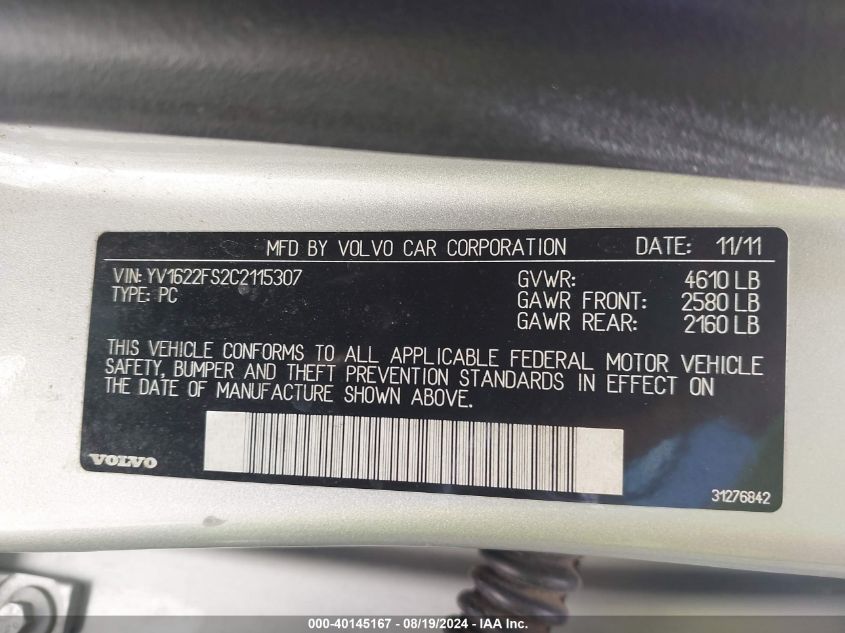 MFD BY VOLVO CAR CORPORATION DATE: 11/11
VIN: YV1622FS2C2115307 GVWR: 4610 LB
TYPE: PC GAWR FRONT: 2580 LB
GAWR REAR: 2160 LB
THIS VEHICLE CONFORMS TO ALL APPLICABLE FEDERAL MOTOR VEHICLE
SAFETY, BUMPER AND THEFT PREVENTION STANDARDS IN EFFECT ON
THE DATE OF MANUFACTURE SHOWN ABOVE.
VOLVO
31276842
000-40145167 - 08/19/2024 - IAA Inc.